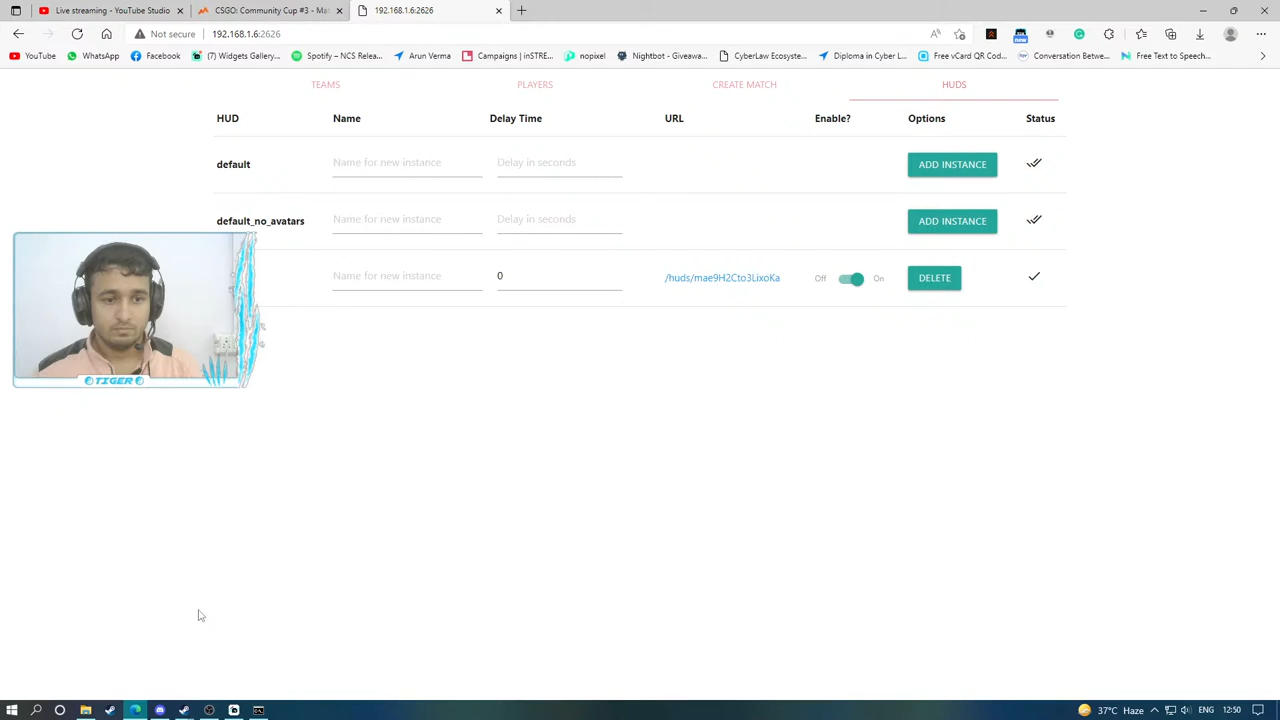 Live streaming - YouTube Studio
CSGO: Community Cup #3 - Ma
192.168.1.6:2626
Not secure
192.168.1.6:2626
YouTube
WhatsApp
Facebook
(7) Widgets Gallery...
Spotify – NCS Relea...
Arun Verma
Campaigns | inSTRE...
nopixel
Nightbot - Giveawa...
CyberLaw Ecosyste...
Diploma in Cyber L...
Free vCard QR Cod...
Conversation Betwe...
Free Text to Speech...
new
TEAMS
PLAYERS
CREATE MATCH
HUDS
HUD
Name
Delay Time
URL
Enable?
Options
Status
default
Name for new instance
Delay in seconds
ADD INSTANCE
default_no_avatars
Name for new instance
Delay in seconds
ADD INSTANCE
Name for new instance
0
/huds/mae9H2Cto3LixoKa
Off
On
DELETE
TIGER
37°C Haze
ENG
12:50